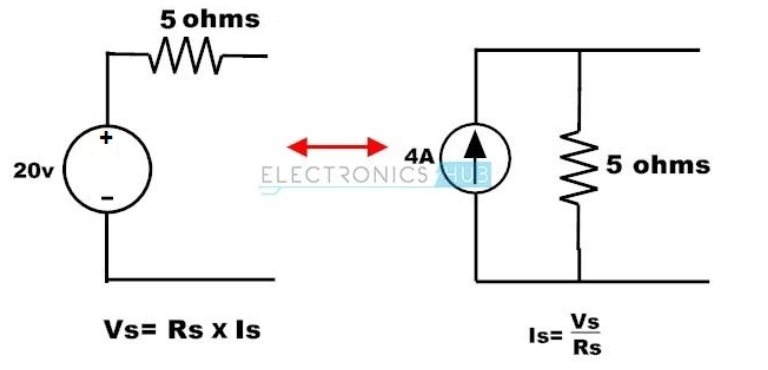 5 ohms
+
20v
-
Vs= Rs x Is
ELECTRONICS HUB
4A
5 ohms
Is= Vs
Rs